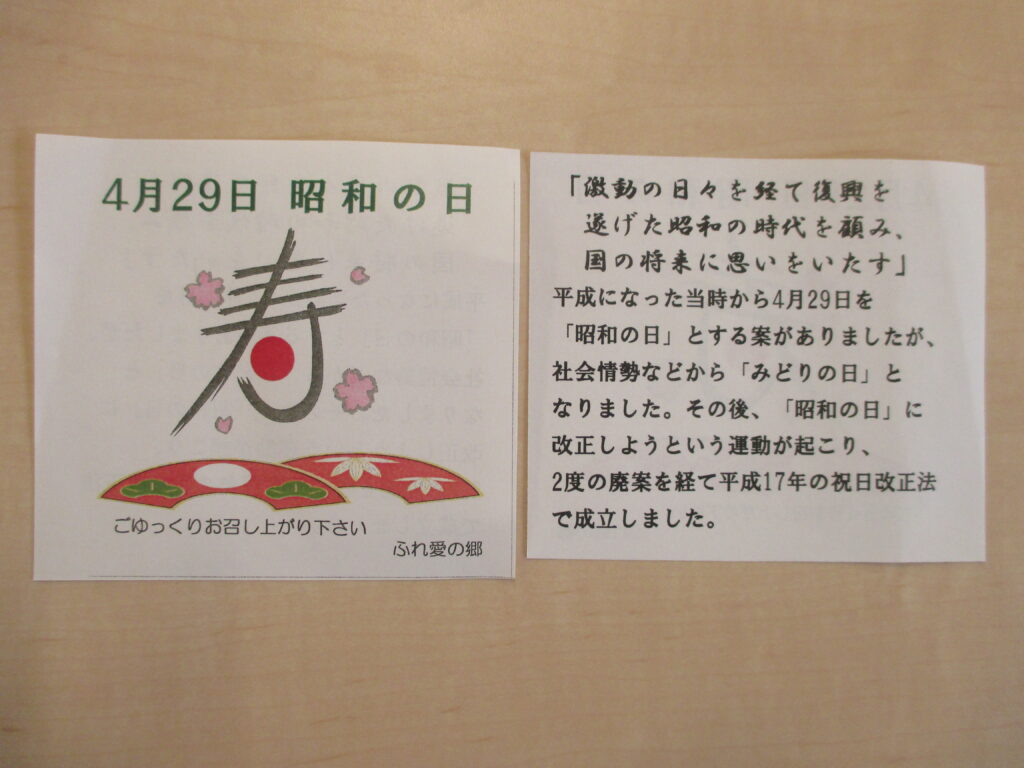 4月29日 昭和の日
寿
ごゆっくりお召し上がり下さい
ふれ愛の郷
「激動の日々を経て復興を
遂げた昭和の時代を顧み、
国の将来に思いをいたす」
平成になった当時から4月29日を
「昭和の日」とする案がありましたが、
社会情勢などから「みどりの日」と
なりました。その後、「昭和の日」に
改正しようという運動が起こり、
2度の廃案を経て平成17年の祝日改正法
で成立しました。